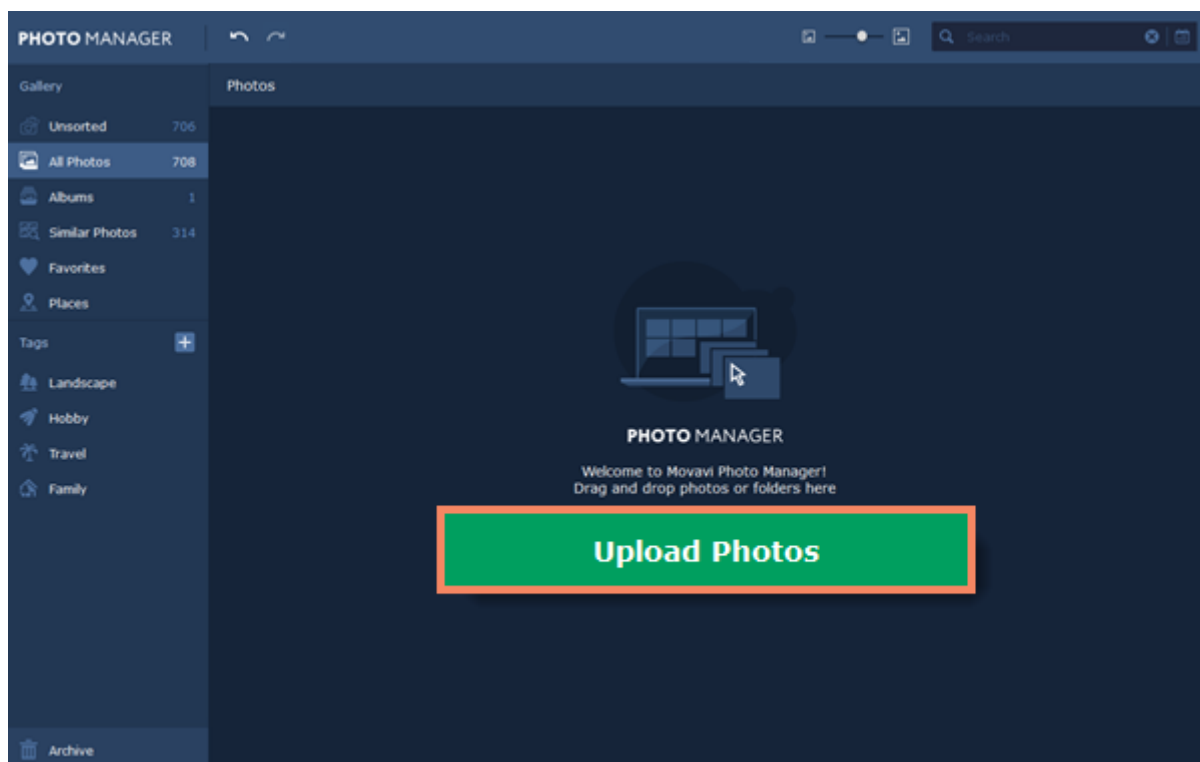 PHOTO MANAGER
Search
Gallery
Photos
Unsorted 706
All Photos 708
Albums 1
Similar Photos 314
Favorites
Places
Tags
Landscape
Hobby
Travel
Family
PHOTO MANAGER
Welcome to Movavi Photo Manager!
Drag and drop photos or folders here
Upload Photos
Archive